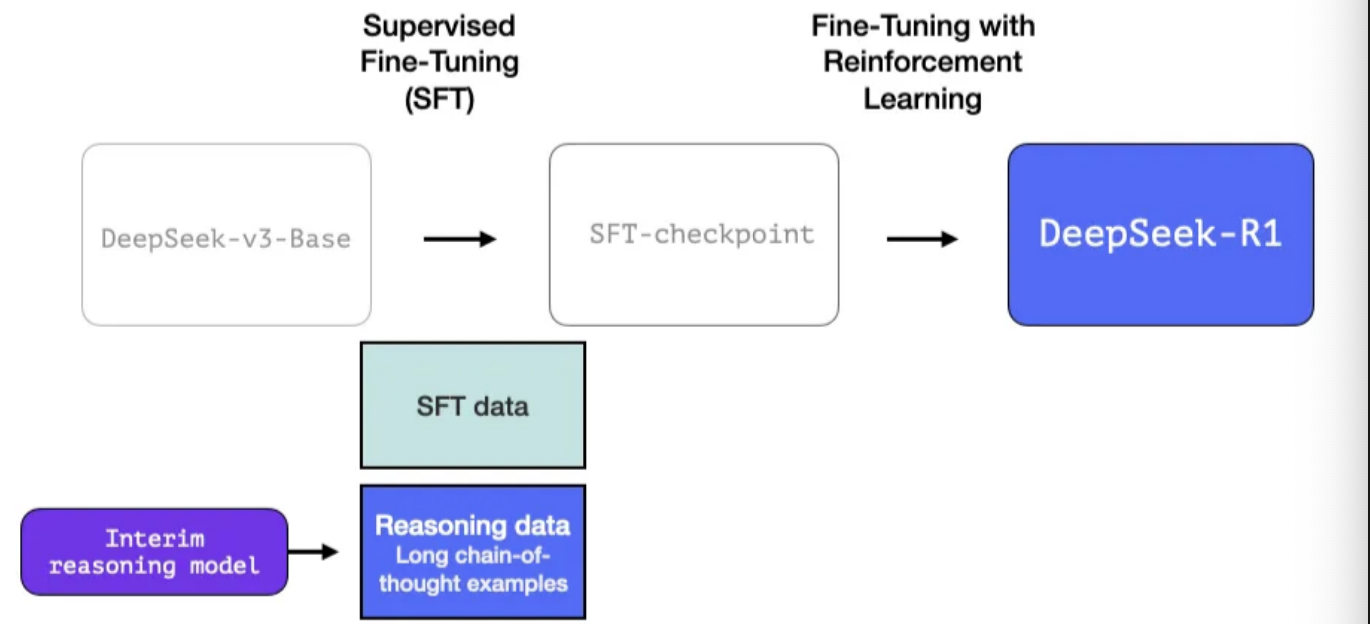 Supervised
Fine-Tuning
(SFT)
Fine-Tuning with
Reinforcement
Learning
DeepSeek-v3-Base
SFT-checkpoint
DeepSeek-R1
SFT data
Interim
reasoning model
Reasoning data
Long chain-of-
thought examples